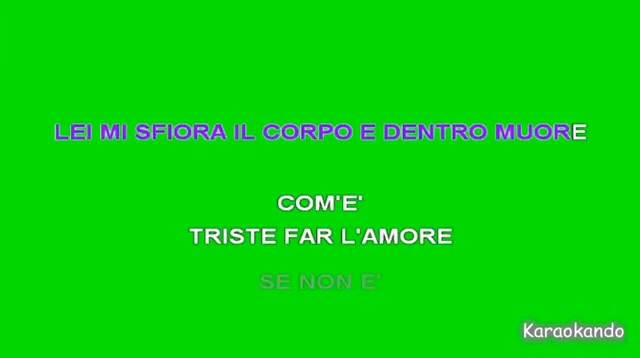 LEI MI SFIORA IL CORPO E DENTRO MUORE
COM'E'
TRISTE FAR L'AMORE
SE NON E'
Karaokando